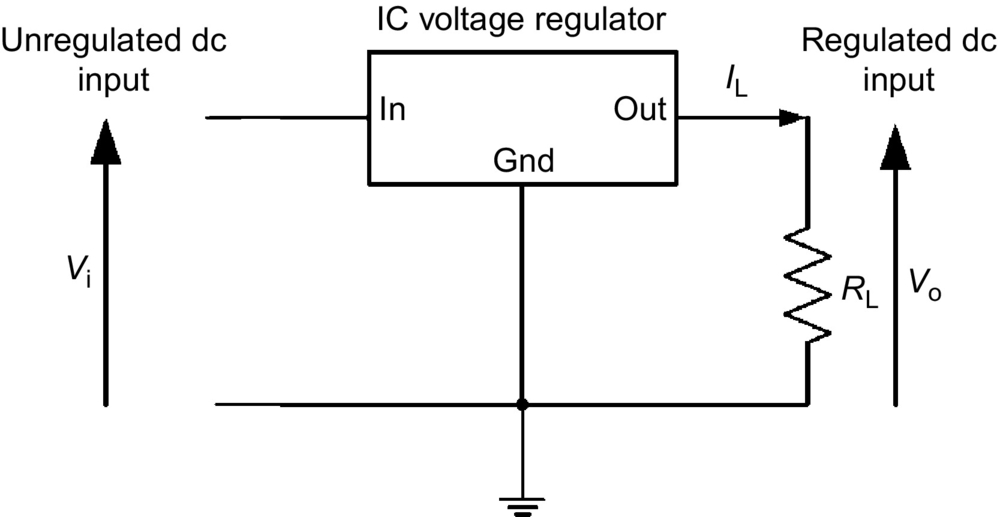 IC voltage regulator
Unregulated dc
input
Regulated dc
input
In
Out
Gnd
IL
Vi
RL
Vo